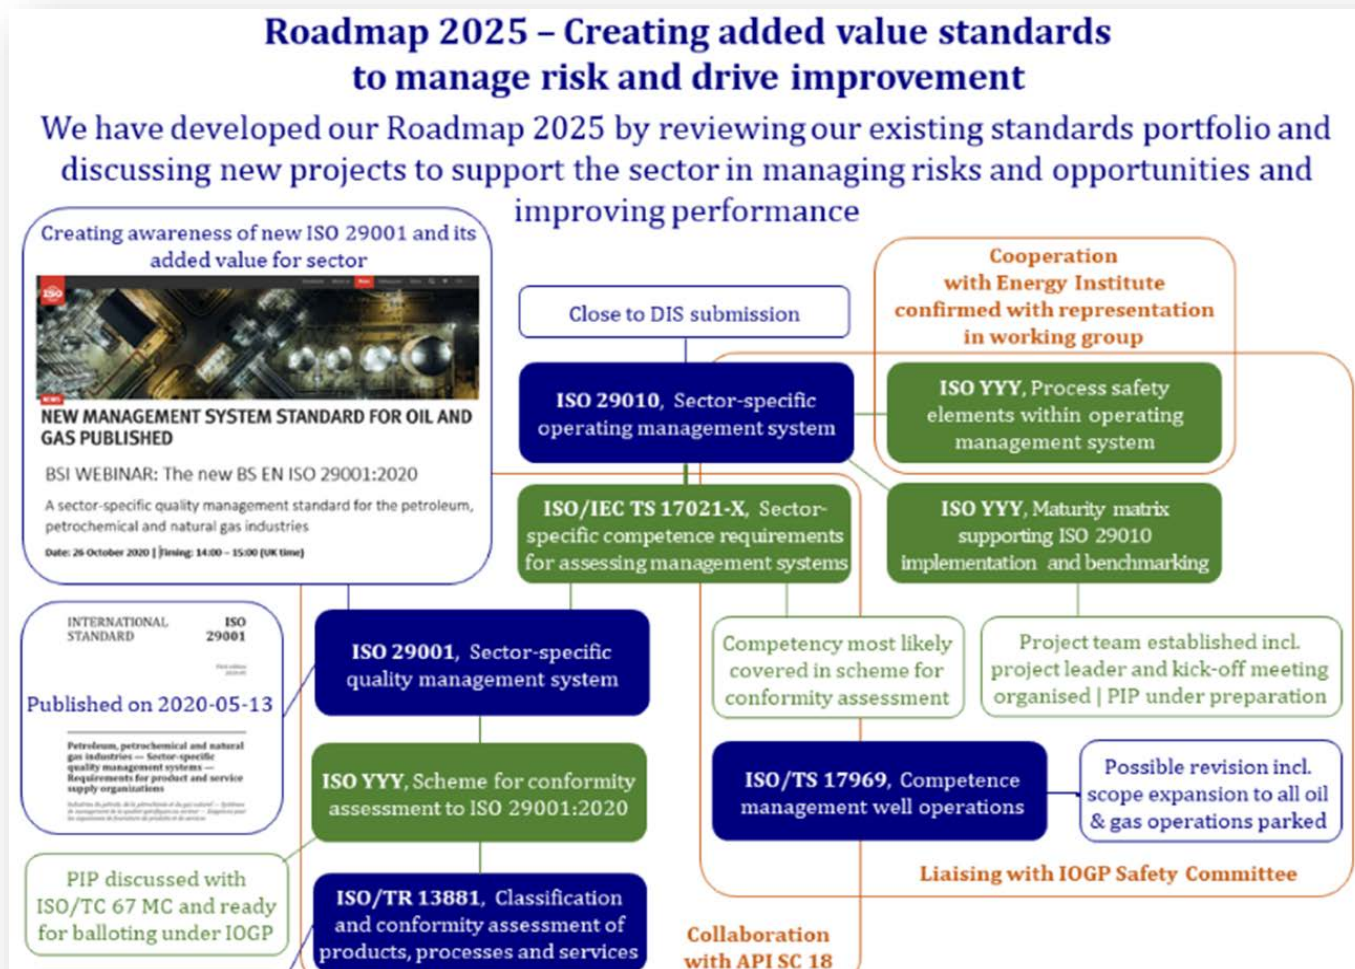 Roadmap 2025 – Creating added value standards
to manage risk and drive improvement
We have developed our Roadmap 2025 by reviewing our existing standards portfolio and
discussing new projects to support the sector in managing risks and opportunities and
improving performance
Creating awareness of new ISO 29001 and its
added value for sector
ISO
NEWS
NEW MANAGEMENT SYSTEM STANDARD FOR OIL AND
GAS PUBLISHED
BSI WEBINAR: The new BS EN ISO 29001:2020
A sector-specific quality management standard for the petroleum,
petrochemical and natural gas industries
Date: 26 October 2020 | Timing: 14:00 – 15:00 (UK time)
Close to DIS submission
Cooperation
with Energy Institute
confirmed with representation
in working group
ISO 29010, Sector-specific
operating management system
ISO YYY, Process safety
elements within operating
management system
ISO/IEC TS 17021-X, Sector-
specific competence requirements
for assessing management systems
ISO YYY, Maturity matrix
supporting ISO 29010
implementation and benchmarking
INTERNATIONAL
STANDARD
ISO
29001
Published on 2020-05-13
Petroleum, petrochemical and natural
gas industries — Sector-specific
quality management systems —
Requirements for product and service
supply organizations
ISO 29001, Sector-specific
quality management system
Competency most likely
covered in scheme for
conformity assessment
Project team established incl.
project leader and kick-off meeting
organised | PIP under preparation
ISO YYY, Scheme for conformity
assessment to ISO 29001:2020
ISO/TS 17969, Competence
management well operations
Possible revision incl.
scope expansion to all oil
& gas operations parked
PIP discussed with
ISO/TC 67 MC and ready
for balloting under IOGP
ISO/TR 13881, Classification
and conformity assessment of
products, processes and services
Liaising with IOGP Safety Committee
Collaboration
with API SC 18